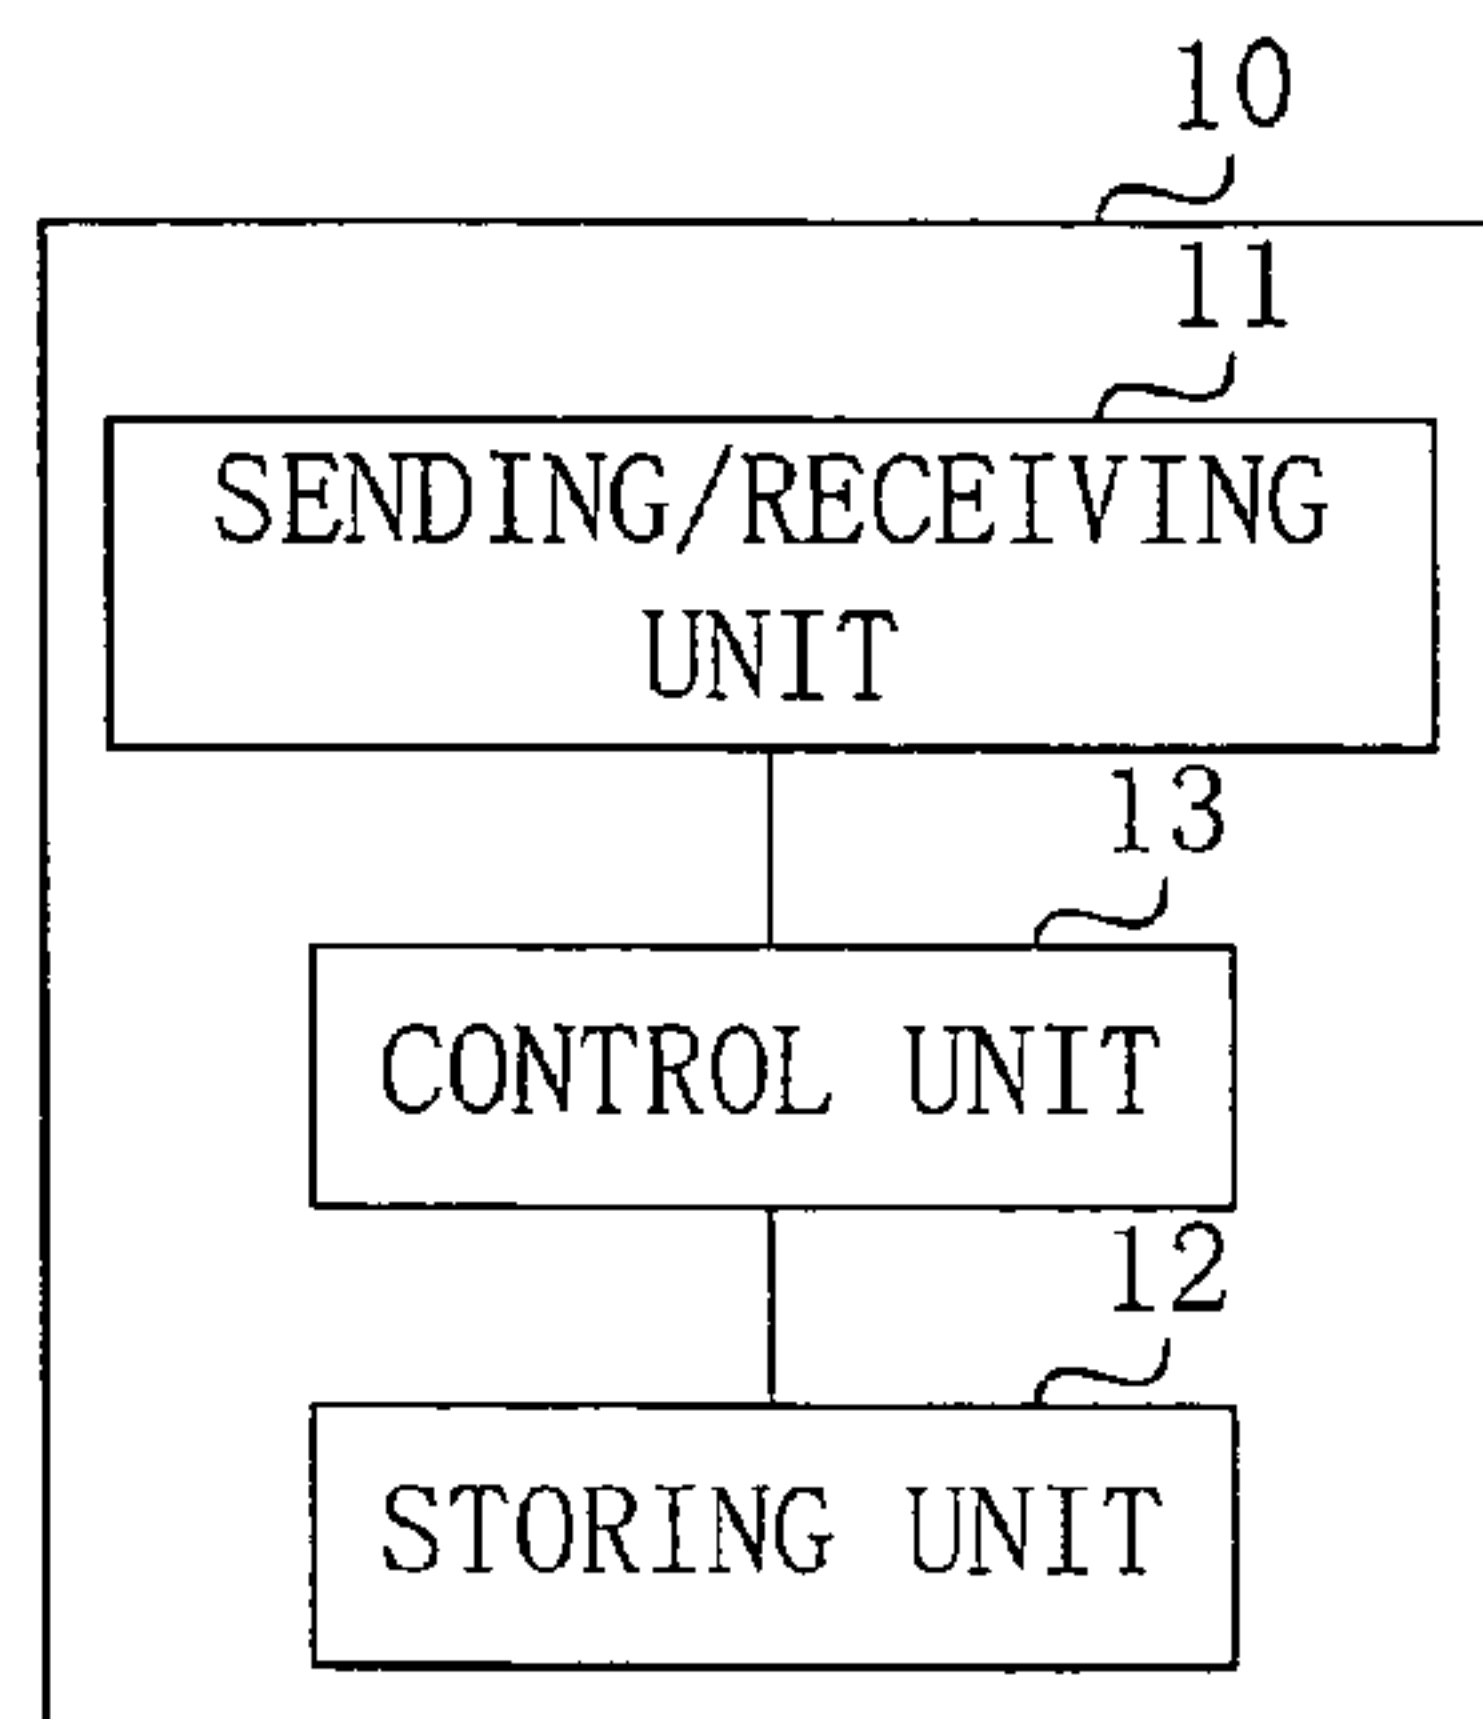 10
11
SENDING/RECEIVING
UNIT
13
CONTROL UNIT
12
STORING UNIT